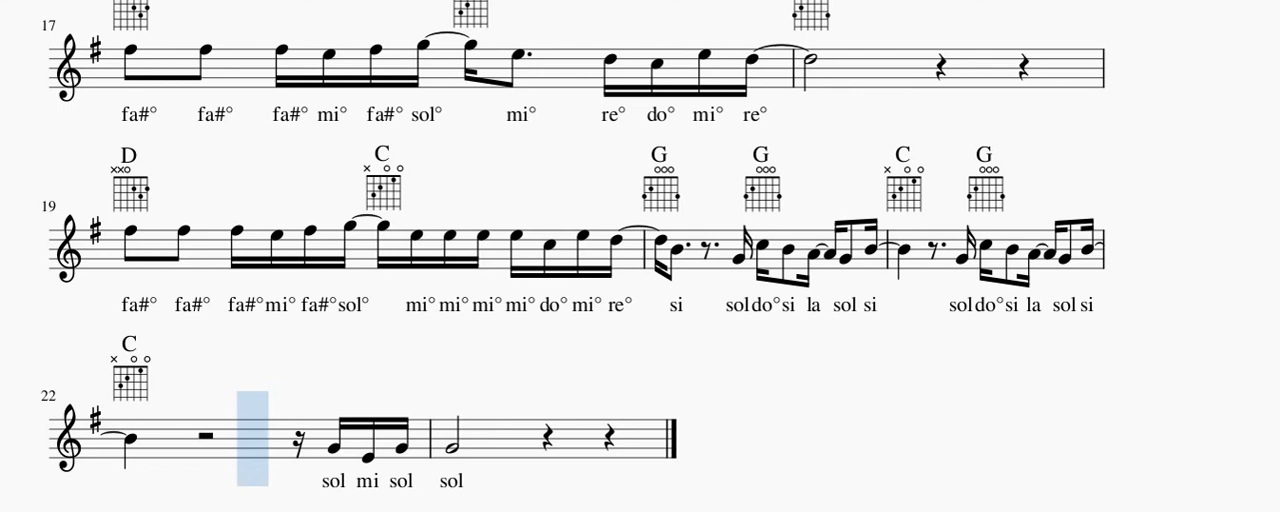 17
fa#° fa#° fa#° mi° fa#° sol° mi° re° do° mi° re°
D C G G C G
19
fa#° fa#° fa#° mi° fa#° sol° mi° mi° mi° mi° do° mi° re° si sol do° si la sol si sol do° si la sol si
C
22
sol mi sol sol